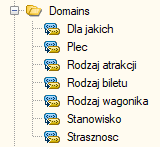 Domains
Dla jakich
Plec
Rodzaj atrakcji
Rodzaj biletu
Rodzaj wagonika
Stanowisko
Strasznosc